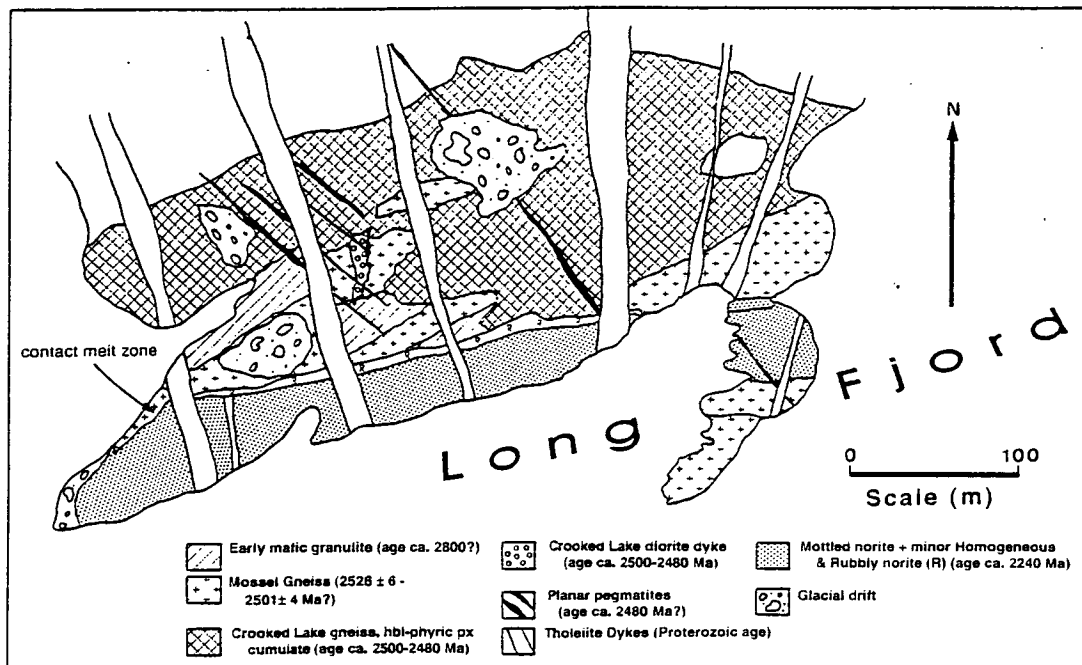 N
contact melt zone
Long Fjord
0 100
Scale (m)
Early mafic granulite (age ca. 2800?)
Mossel Gneiss (2526 ± 6 -
2501± 4 Ma?)
Crooked Lake gneiss, hbl-phyric px
cumulate (age ca. 2500-2480 Ma)
Crooked Lake diorite dyke
(age ca. 2500-2480 Ma)
Planar pegmatites
(age ca. 2480 Ma?)
Tholeiite Dykes (Proterozoic age)
Mottled norite + minor Homogeneous
& Rubbly norite (R) (age ca. 2240 Ma)
Glacial drift